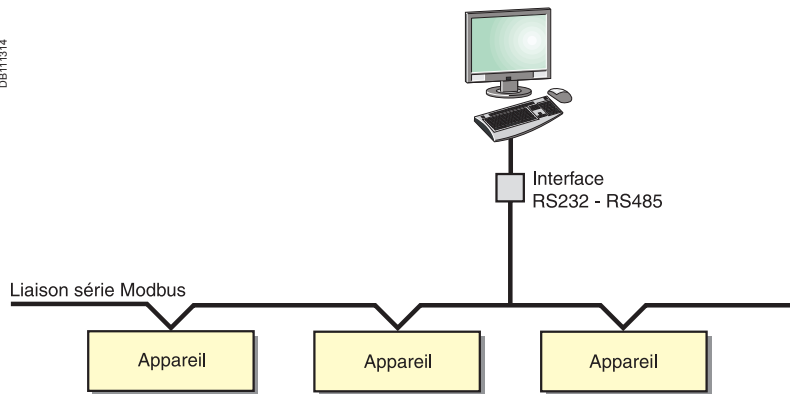 DB111314
Interface
RS232 - RS485
Liaison série Modbus
Appareil
Appareil
Appareil